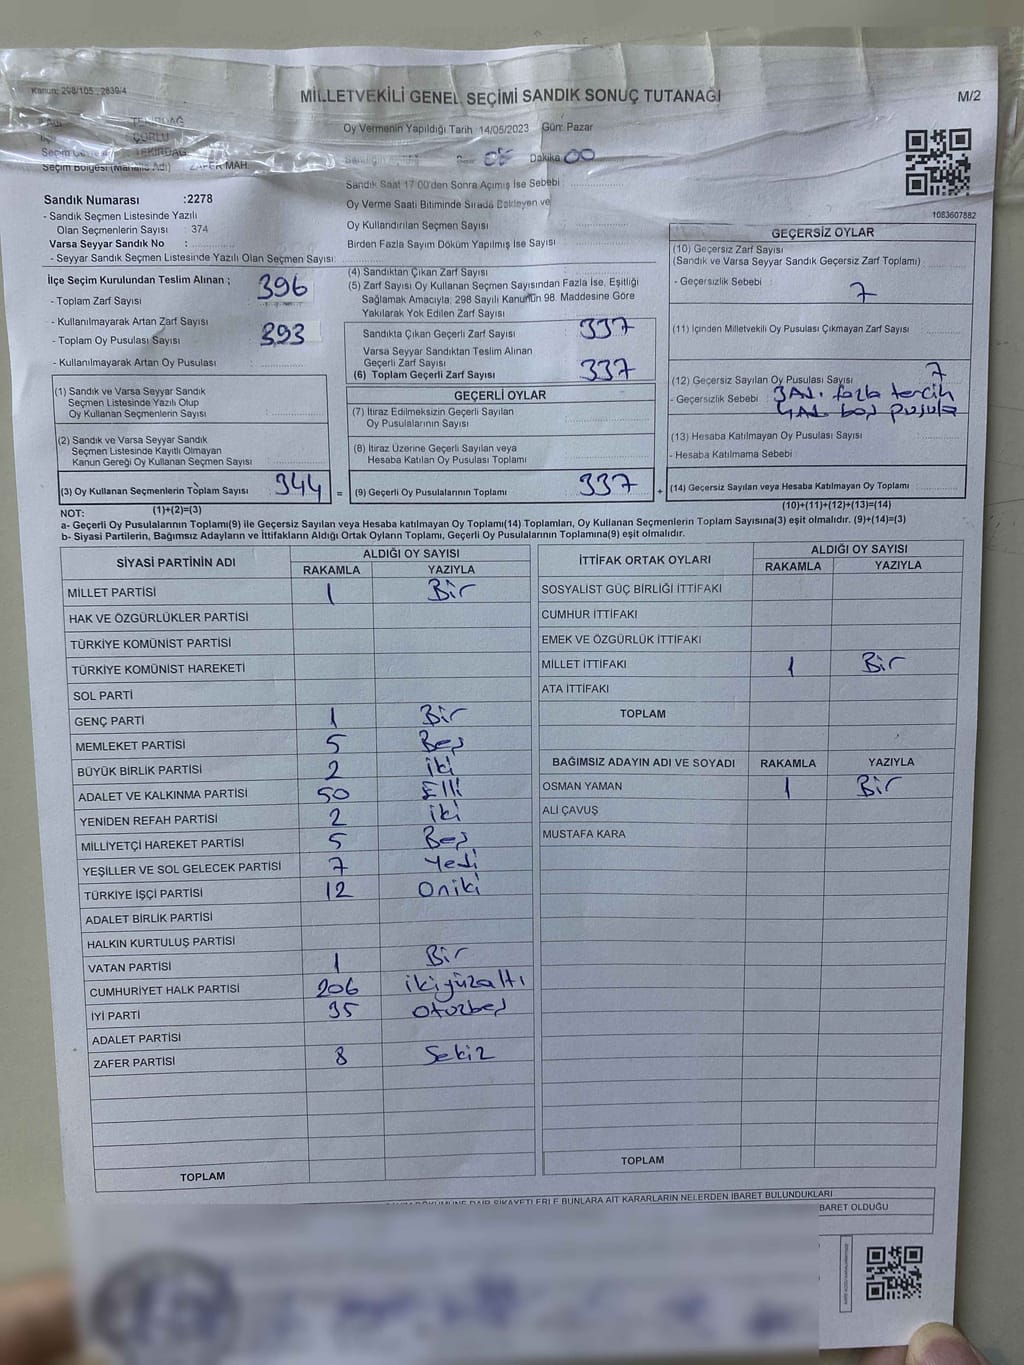 Kanun: 298/105, 2839/4
MİLLETVEKİLİ GENEL SEÇİMİ SANDIK SONUÇ TUTANAĞI
M/2
Oy Vermenin Yapıldığı Tarih 14/05/2023 Gün: Pazar
TEKİRDAĞ
ÇORLU
TEKİRDAĞ
Seçim Bölgesi (Mahalle Adı) ZAFER MAH.
Dakika 00
Sandık Saat 17:00'den Sonra Açımış İse Sebebi :
Oy Verme Saati Bitiminde Sırada Bekleyen ve
Oy Kullandırılan Seçmen Sayısı
Birden Fazla Sayım Döküm Yapılmış İse Sayısı
1083607882
Sandık Numarası :2278
- Sandık Seçmen Listesinde Yazılı
Olan Seçmenlerin Sayısı : 374
Varsa Seyyar Sandık No :
- Seyyar Sandık Seçmen Listesinde Yazılı Olan Seçmen Sayısı:
İlçe Seçim Kurulundan Teslim Alınan ;
- Toplam Zarf Sayısı 396
- Kullanılmayarak Artan Zarf Sayısı
- Toplam Oy Pusulası Sayısı 393
- Kullanılmayarak Artan Oy Pusulası
(1) Sandık ve Varsa Seyyar Sandık
Seçmen Listesinde Yazılı Olup
Oy Kullanan Seçmenlerin Sayısı :
(2) Sandık ve Varsa Seyyar Sandık
Seçmen Listesinde Kayıtlı Olmayan
Kanun Gereği Oy Kullanan Seçmen Sayısı
(3) Oy Kullanan Seçmenlerin Toplam Sayısı 344 =
(1)+(2)=(3)
(4) Sandıktan Çıkan Zarf Sayısı
(5) Zarf Sayısı Oy Kullanan Seçmen Sayısından Fazla İse, Eşitliği
Sağlamak Amacıyla, 298 Sayılı Kanunun 98. Maddesine Göre
Yakılarak Yok Edilen Zarf Sayısı
Sandıkta Çıkan Geçerli Zarf Sayısı 337
Varsa Seyyar Sandıktan Teslim Alınan
Geçerli Zarf Sayısı
(6) Toplam Geçerli Zarf Sayısı 337
GEÇERLİ OYLAR
(7) İtiraz Edilmeksizin Geçerli Sayılan
Oy Pusulalarının Sayısı
(8) İtiraz Üzerine Geçerli Sayılan veya
Hesaba Katılan Oy Pusulası Toplamı
(9) Geçerli Oy Pusulalarının Toplamı 337 +
GEÇERSİZ OYLAR
(10) Geçersiz Zarf Sayısı
(Sandık ve Varsa Seyyar Sandık Geçersiz Zarf Toplamı)
- Geçersizlik Sebebi : 7
(11) İçinden Milletvekili Oy Pusulası Çıkmayan Zarf Sayısı
(12) Geçersiz Sayılan Oy Pusulası Sayısı 7
- Geçersizlik Sebebi : 3 Ad. fazla tercih
4 Ad. boş pusula
(13) Hesaba Katılmayan Oy Pusulası Sayısı
- Hesaba Katılmama Sebebi
(14) Geçersiz Sayılan veya Hesaba Katılmayan Oy Toplamı :
(10)+(11)+(12)+(13)=(14)
NOT:
a- Geçerli Oy Pusulalarının Toplamı(9) ile Geçersiz Sayılan veya Hesaba katılmayan Oy Toplamı(14) Toplamları, Oy Kullanan Seçmenlerin Toplam Sayısına(3) eşit olmalıdır. (9)+(14)=(3)
b- Siyasi Partilerin, Bağımsız Adayların ve İttifakların Aldığı Ortak Oyların Toplamı, Geçerli Oy Pusulalarının Toplamına(9) eşit olmalıdır.
SİYASİ PARTİNİN ADI
ALDIĞI OY SAYISI
RAKAMLA YAZIYLA
MİLLET PARTİSİ 1 Bir
HAK VE ÖZGÜRLÜKLER PARTİSİ
TÜRKİYE KOMÜNİST PARTİSİ
TÜRKİYE KOMÜNİST HAREKETİ
SOL PARTİ
GENÇ PARTİ 1 Bir
MEMLEKET PARTİSİ 5 Beş
BÜYÜK BİRLİK PARTİSİ 2 iki
ADALET VE KALKINMA PARTİSİ 50 Elli
YENİDEN REFAH PARTİSİ 2 iki
MİLLİYETÇİ HAREKET PARTİSİ 5 Beş
YEŞİLLER VE SOL GELECEK PARTİSİ 7 Yedi
TÜRKİYE İŞÇİ PARTİSİ 12 Oniki
ADALET BİRLİK PARTİSİ
HALKIN KURTULUŞ PARTİSİ
VATAN PARTİSİ 1 Bir
CUMHURİYET HALK PARTİSİ 206 ikiyüzaltı
İYİ PARTİ 35 Otuzbeş
ADALET PARTİSİ
ZAFER PARTİSİ 8 Sekiz
TOPLAM
İTTİFAK ORTAK OYLARI
ALDIĞI OY SAYISI
RAKAMLA YAZIYLA
SOSYALİST GÜÇ BİRLİĞİ İTTİFAKI
CUMHUR İTTİFAKI
EMEK VE ÖZGÜRLÜK İTTİFAKI
MİLLET İTTİFAKI 1 Bir
ATA İTTİFAKI
TOPLAM
BAĞIMSIZ ADAYIN ADI VE SOYADI RAKAMLA YAZIYLA
OSMAN YAMAN 1 Bir
ALİ ÇAVUŞ
MUSTAFA KARA
TOPLAM
ŞİKAYETLERLE BUNLARA AİT KARARLARIN NELERDEN İBARET BULUNDUKLARI
BARET OLDUĞU